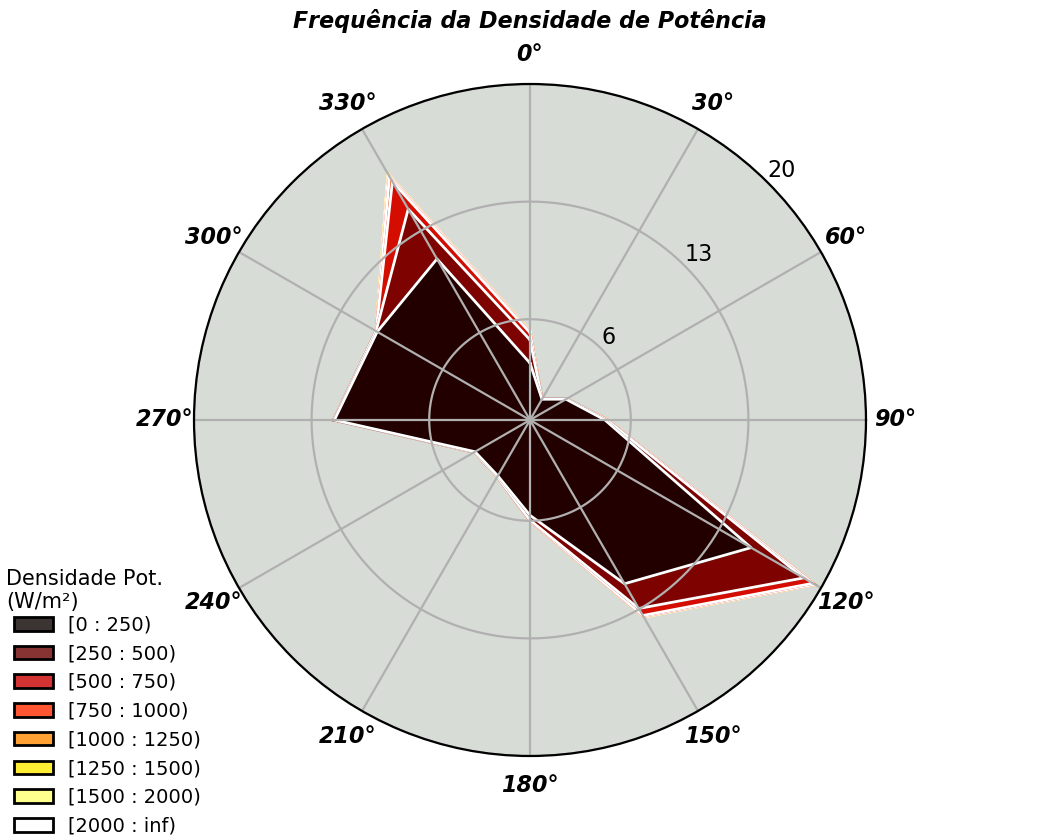 Frequência da Densidade de Potência
0°
330°
30°
20
300°
60°
13
6
270°
90°
Densidade Pot.
(W/m²)
240°
120°
[0 : 250)
[250 : 500)
[500 : 750)
[750 : 1000)
210°
150°
[1000 : 1250)
[1250 : 1500)
180°
[1500 : 2000)
[2000 : inf)